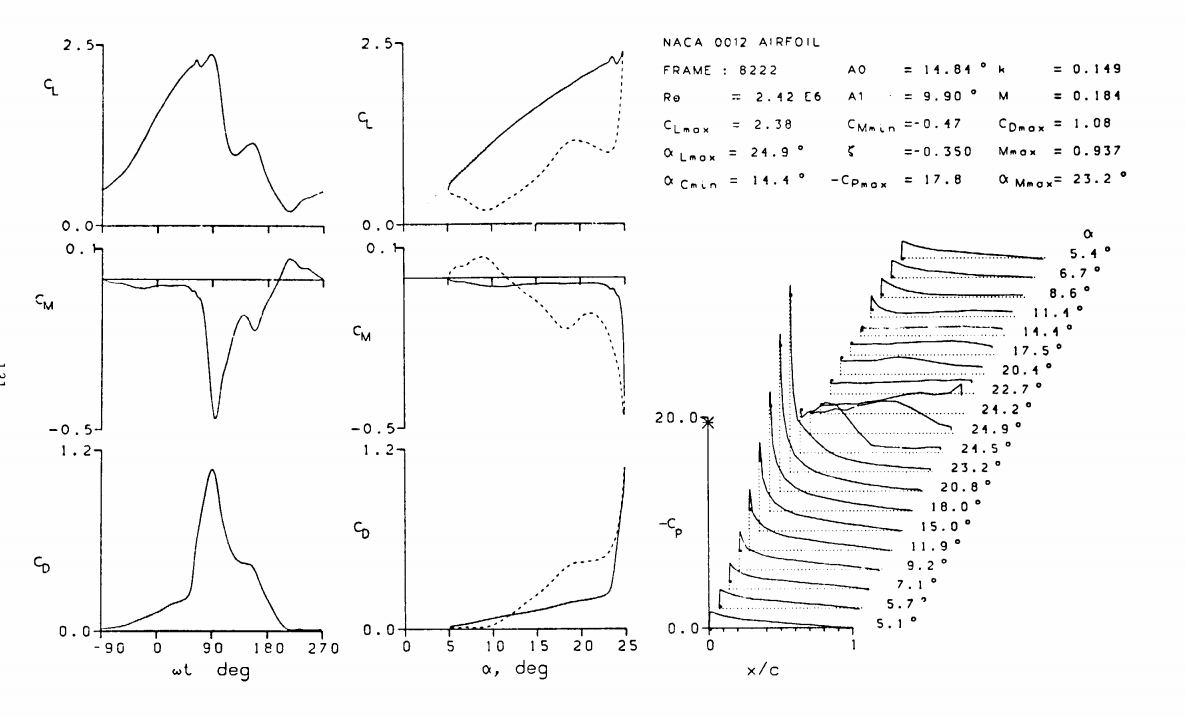 NACA 0012 AIRFOIL
FRAME : 8222 A0 = 14.84 ° k = 0.149
Re = 2.42 E6 A1 = 9.90 ° M = 0.184
CLmax = 2.38 CMmin =-0.47 CDmax = 1.08
α Lmax = 24.9 ° ζ =-0.350 Mmax = 0.937
α Cmin = 14.4 ° -CPmax = 17.8 α Mmax= 23.2 °
2.5
CL
0.0
2.5
CL
0.0
0.1
CM
-0.5
0.1
CM
-0.5
1.2
CD
0.0
-90 0 90 180 270
ωt deg
1.2
CD
0.0
0 5 10 15 20 25
α, deg
α
5.4 °
6.7 °
8.6 °
11.4 °
14.4 °
17.5 °
20.4 °
22.7 °
24.2 °
24.9 °
24.5 °
23.2 °
20.8 °
18.0 °
15.0 °
11.9 °
9.2 °
7.1 °
5.7 °
5.1 °
20.0
-Cp
0.0
0 1
x/c